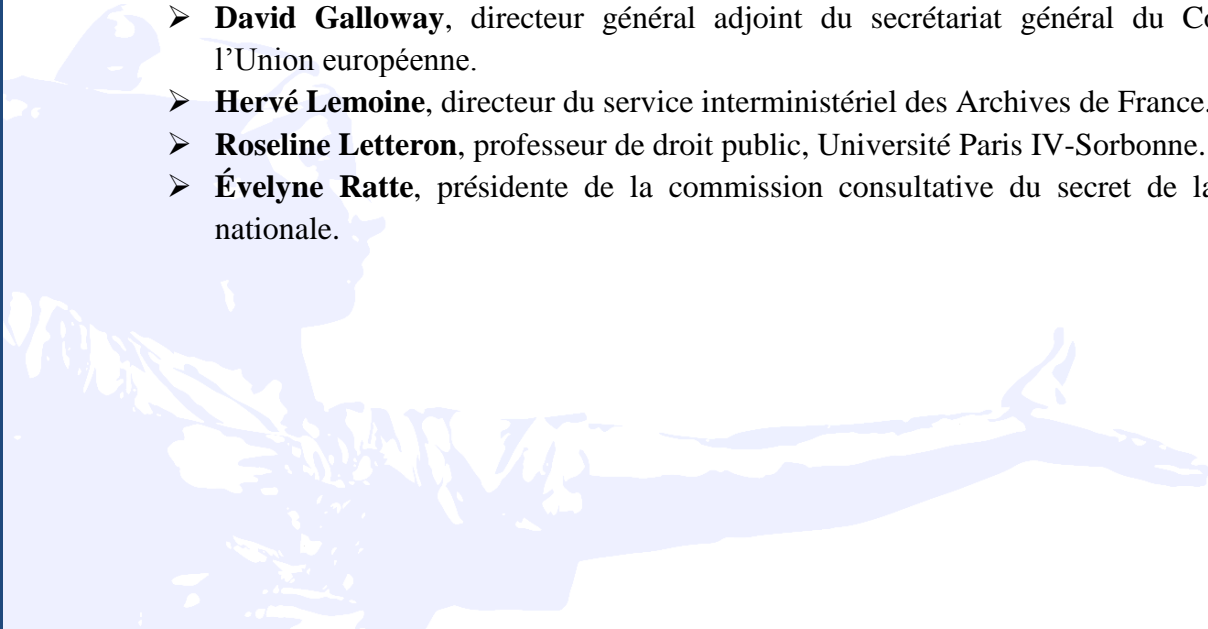 ➢ David Galloway, directeur général adjoint du secrétariat général du
l’Union européenne.
➢ Hervé Lemoine, directeur du service interministériel des Archives de France.
➢ Roseline Letteron, professeur de droit public, Université Paris IV-Sorbonne.
➢ Évelyne Ratte, présidente de la commission consultative du secret de
nationale.